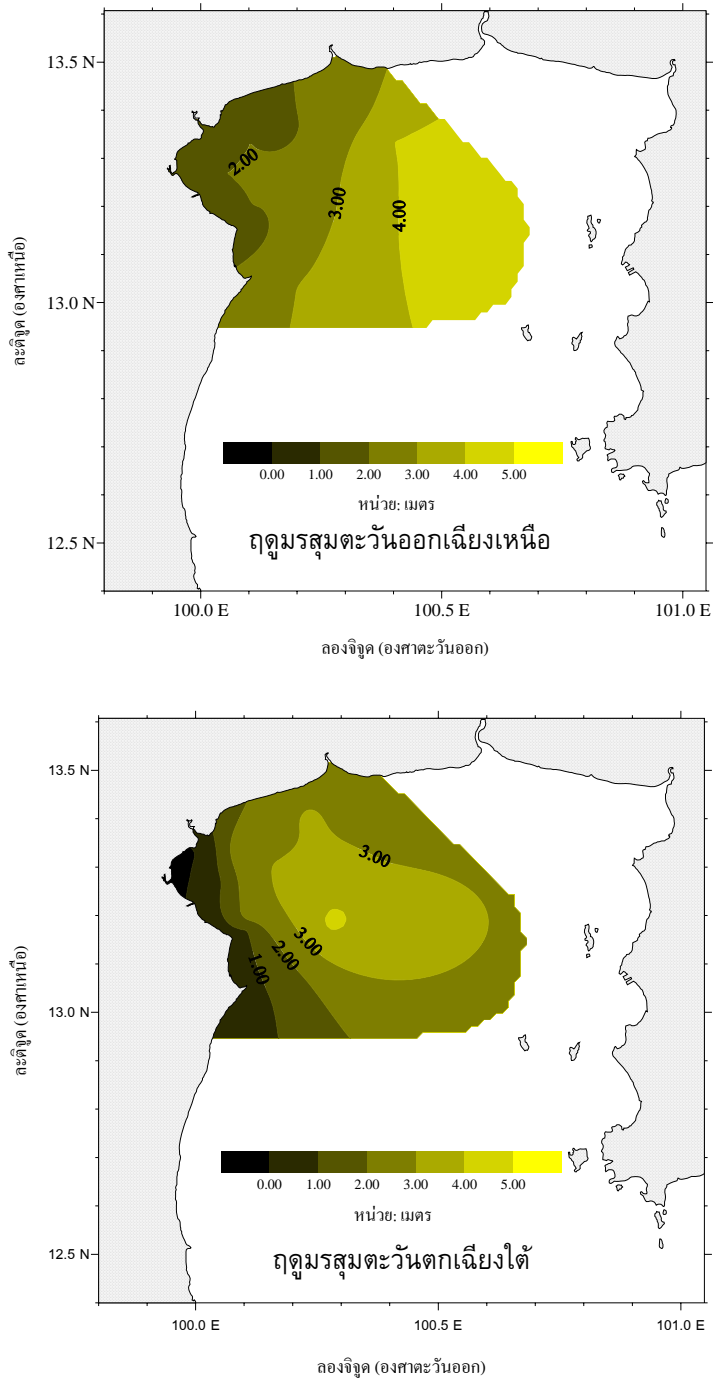 13.5 N
2.00
3.00
4.00
13.0 N
ละติจูด (องศาเหนือ)
0.00 1.00 2.00 3.00 4.00 5.00
หน่วย: เมตร
12.5 N
ฤดูมรสุมตะวันออกเฉียงเหนือ
100.0 E 100.5 E 101.0 E
ลองจิจูด (องศาตะวันออก)
13.5 N
3.00
3.00
2.00
1.00
13.0 N
ละติจูด (องศาเหนือ)
0.00 1.00 2.00 3.00 4.00 5.00
หน่วย: เมตร
12.5 N
ฤดูมรสุมตะวันตกเฉียงใต้
100.0 E 100.5 E 101.0 E
ลองจิจูด (องศาตะวันออก)